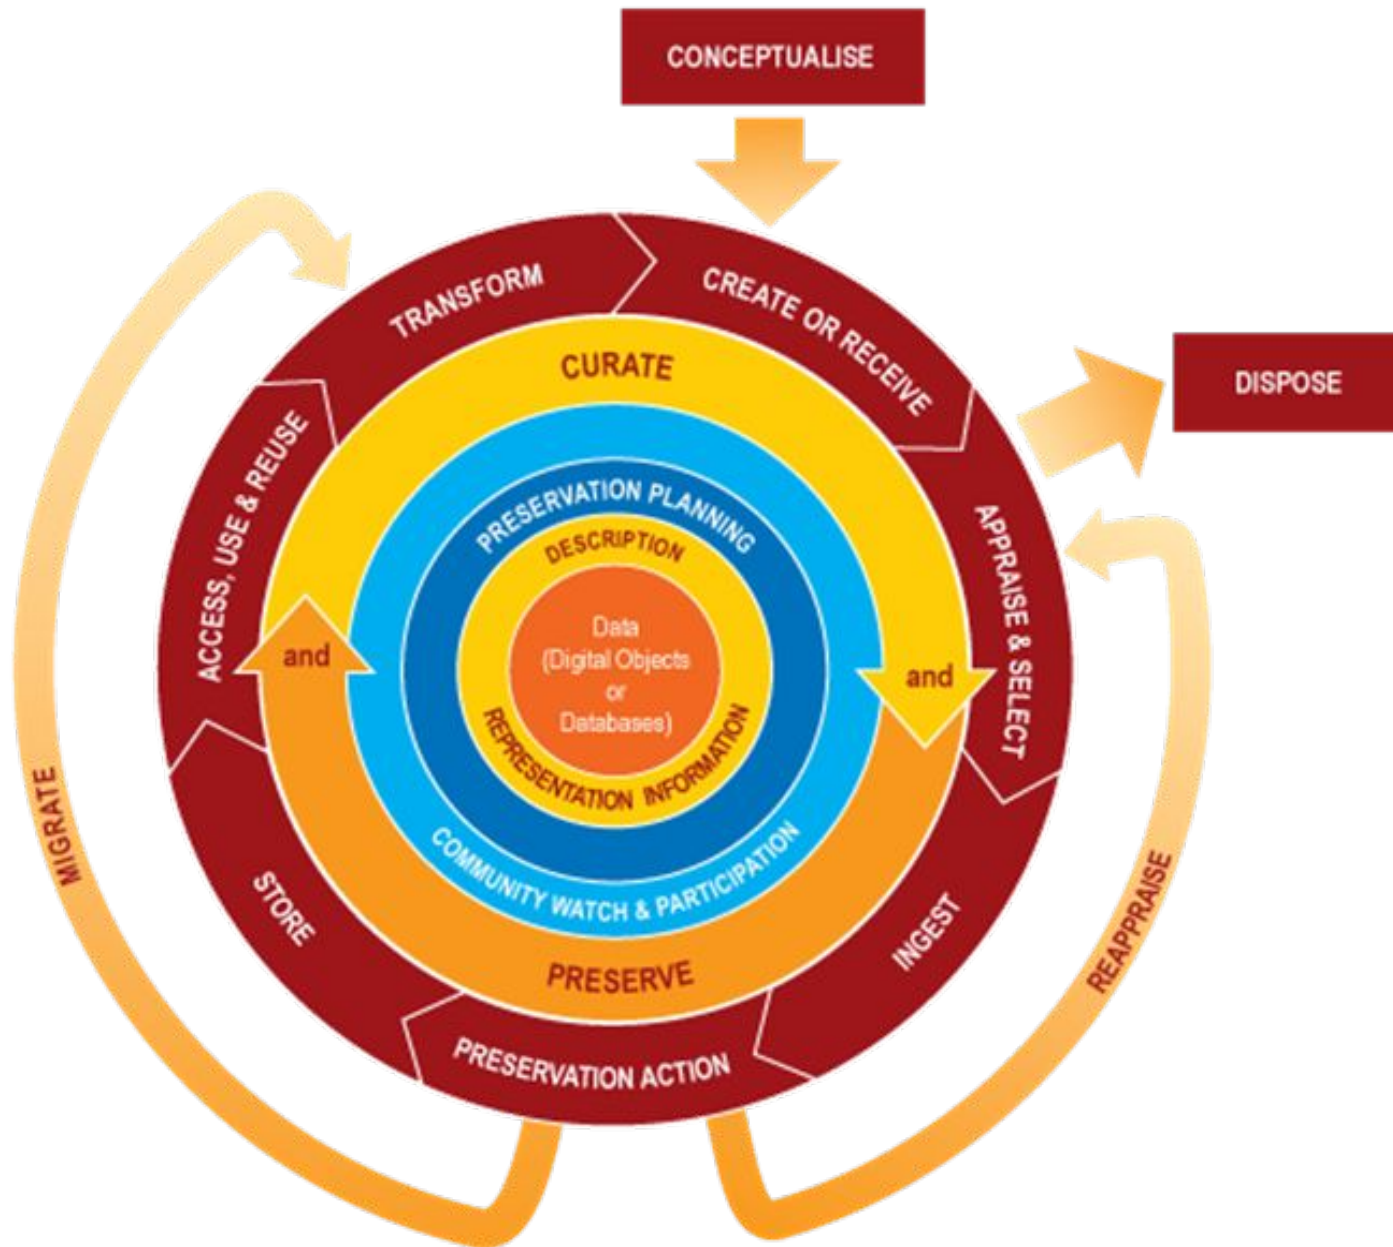 CONCEPTUALISE
TRANSFORM
CREATE OR RECEIVE
DISPOSE
CURATE
ACCESS, USE & REUSE
PRESERVATION PLANNING
DESCRIPTION
APPRAISE & SELECT
Data
(Digital Objects
or
Databases)
and
and
REPRESENTATION INFORMATION
MIGRATE
COMMUNITY WATCH & PARTICIPATION
STORE
INGEST
REAPPRAISE
PRESERVE
PRESERVATION ACTION